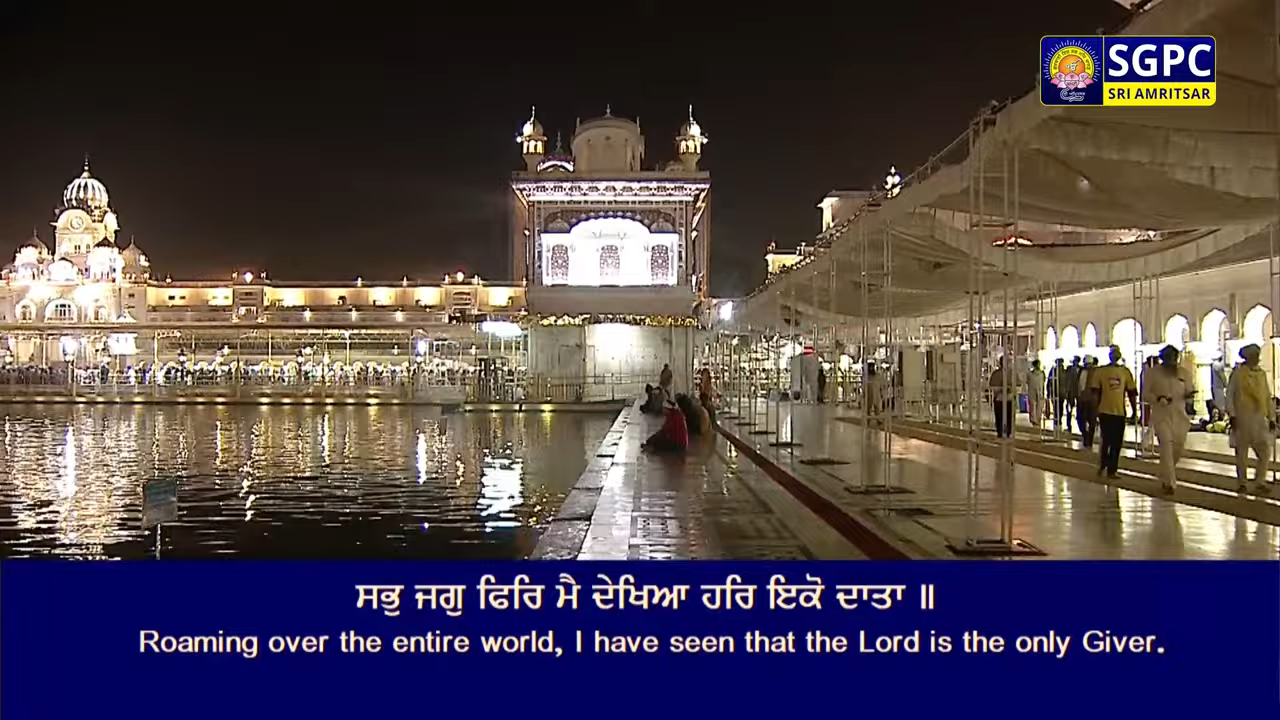 SGPC
SRI AMRITSAR
ਸਭੁ ਜਗੁ ਫਿਰਿ ਮੈ ਦੇਖਿਆ ਹਰਿ ਇਕੋ ਦਾਤਾ ॥
Roaming over the entire world, I have seen that the Lord is the only Giver.